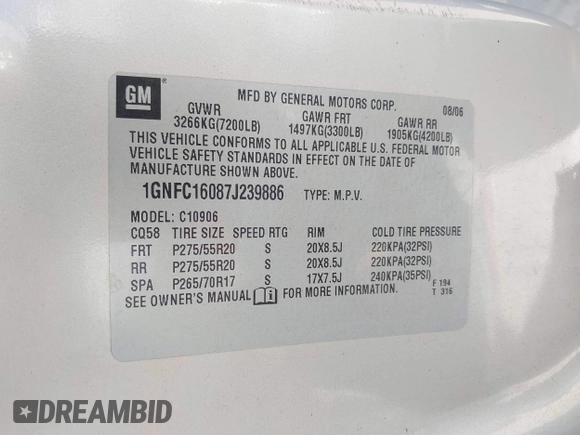 GM
MFD BY GENERAL MOTORS CORP. 08/06
GVWR GAWR FRT GAWR RR
3266KG(7200LB) 1497KG(3300LB) 1905KG(4200LB)
THIS VEHICLE CONFORMS TO ALL APPLICABLE U.S. FEDERAL MOTOR
VEHICLE SAFETY STANDARDS IN EFFECT ON THE DATE OF
MANUFACTURE SHOWN ABOVE.
1GNFC16087J239886 TYPE: M.P.V.
MODEL: C10906
CQ58 TIRE SIZE SPEED RTG RIM COLD TIRE PRESSURE
FRT P275/55R20 S 20X8.5J 220KPA(32PSI)
RR P275/55R20 S 20X8.5J 220KPA(32PSI)
SPA P265/70R17 S 17X7.5J 240KPA(35PSI)
SEE OWNER'S MANUAL FOR MORE INFORMATION. F 194
T 316
DREAMBID